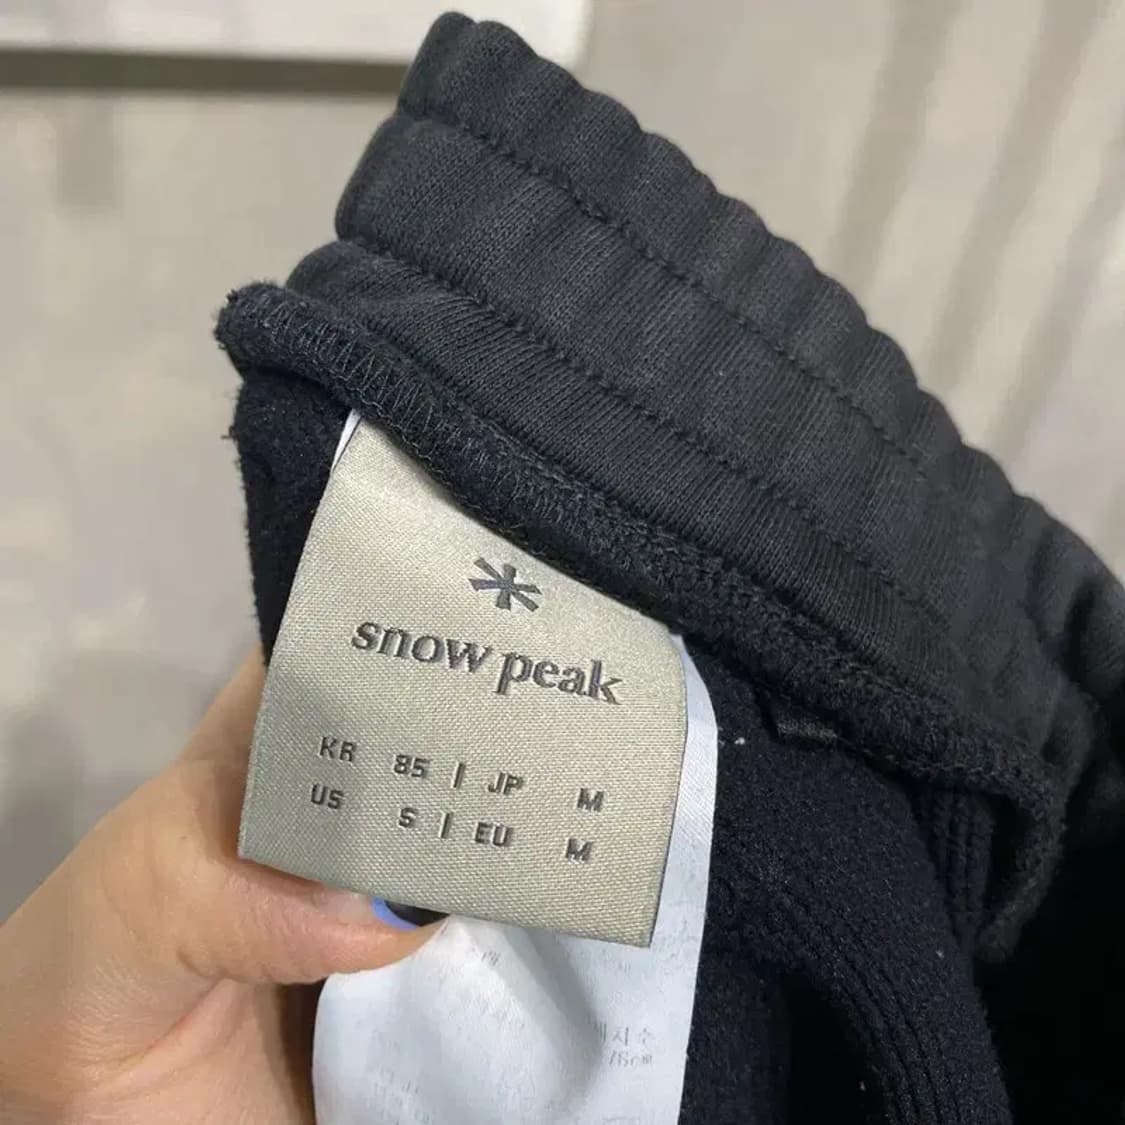 snow peak
KR 85 | JP M
US S | EU M